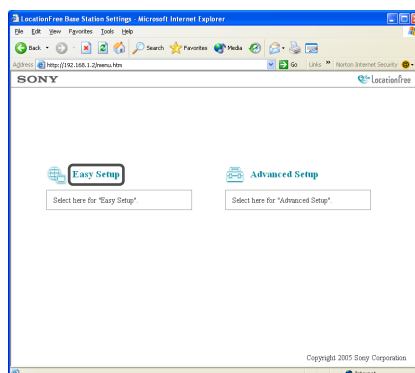 LocationFree Base Station Settings - Microsoft Internet Explorer
File Edit View Favorites Tools Help
Back Search Favorites Media
Address http://192.168.1.2/menu.htm Go Links » Norton Internet Security
SONY LocationFree
Easy Setup Advanced Setup
Select here for "Easy Setup". Select here for "Advanced Setup".
Copyright 2005 Sony Corporation
Internet